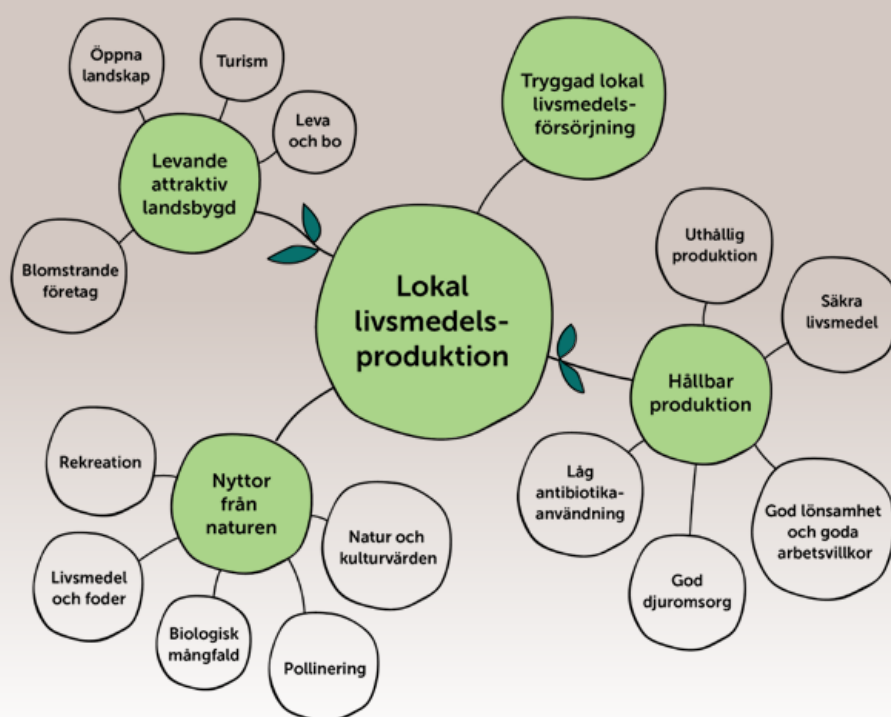 Öppna
landskap
Turism
Leva
och bo
Levande
attraktiv
landsbygd
Blomstrande
företag
Tryggad lokal
livsmedels-
försörjning
Lokal
livsmedels-
produktion
Uthållig
produktion
Säkra
livsmedel
Hållbar
produktion
Låg
antibiotika-
användning
God lönsamhet
och goda
arbetsvillkor
God
djuromsorg
Rekreation
Nyttor
från
naturen
Natur och
kulturvärden
Livsmedel
och foder
Biologisk
mångfald
Pollinering